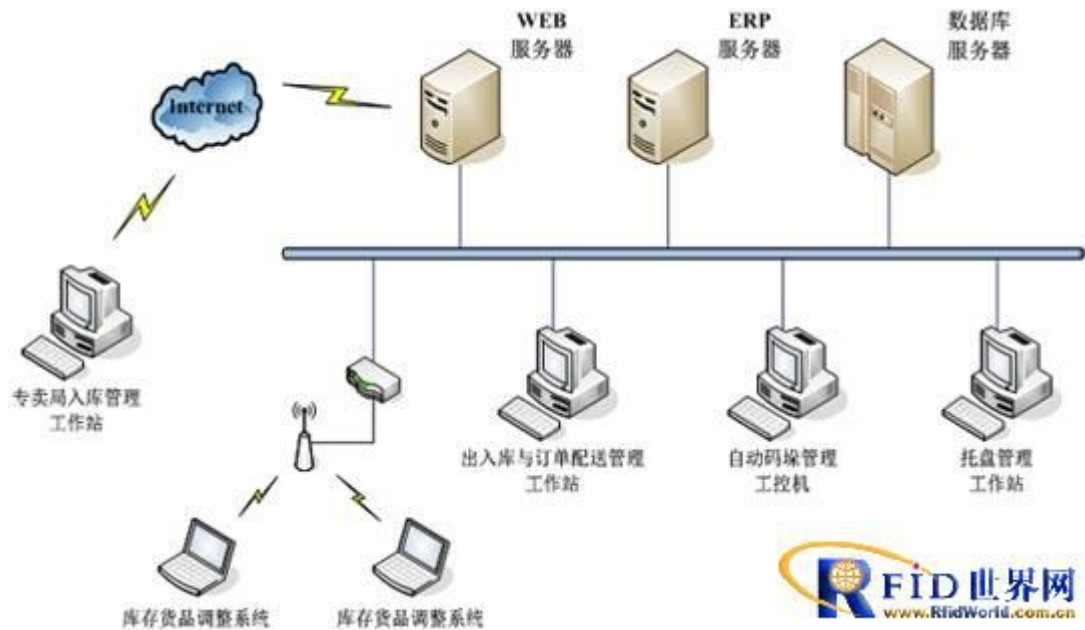 WEB
服务器
ERP
服务器
数据库
服务器
Internet
专卖局入库管理
工作站
出入库与订单配送管理
工作站
自动码垛管理
工控机
托盘管理
工作站
库存货品调整系统
库存货品调整系统
RFID世界网
www.RfidWorld.com.cn